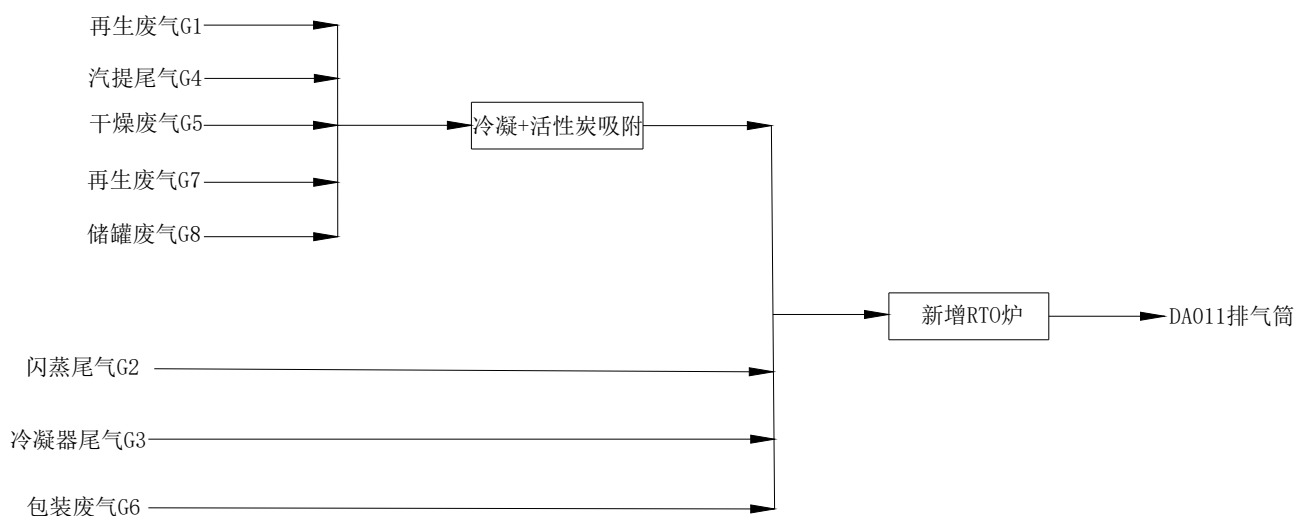 再生废气G1
汽提尾气G4
干燥废气G5
再生废气G7
储罐废气G8
冷凝+活性炭吸附
新增RTO炉
DA011排气筒
闪蒸尾气G2
冷凝器尾气G3
包装废气G6